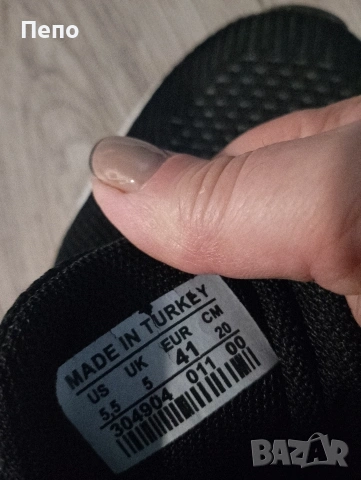 Пепо
MADE IN TURKEY
US UK EUR CM
5,5 5 41 20
304904 011 00
BAZAR